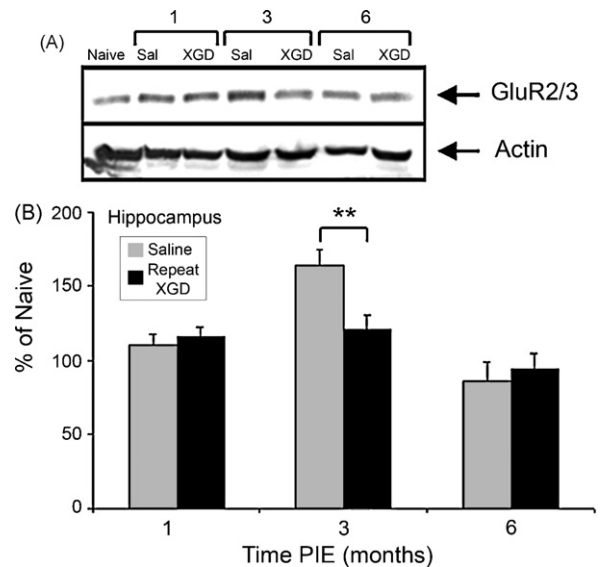 1 3 6
(A)
Naive Sal XGD Sal XGD Sal XGD
GluR2/3
Actin
(B)
200
150
100
50
0
% of Naive
Hippocampus
Saline
Repeat
XGD
**
1 3 6
Time PIE (months)